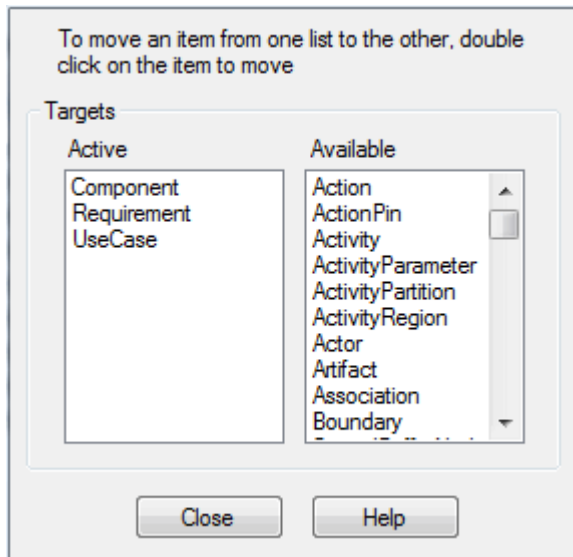 To move an item from one list to the other, double
click on the item to move
Targets
Active
Available
Component
Requirement
UseCase
Action
ActionPin
Activity
ActivityParameter
ActivityPartition
ActivityRegion
Actor
Artifact
Association
Boundary
Close
Help